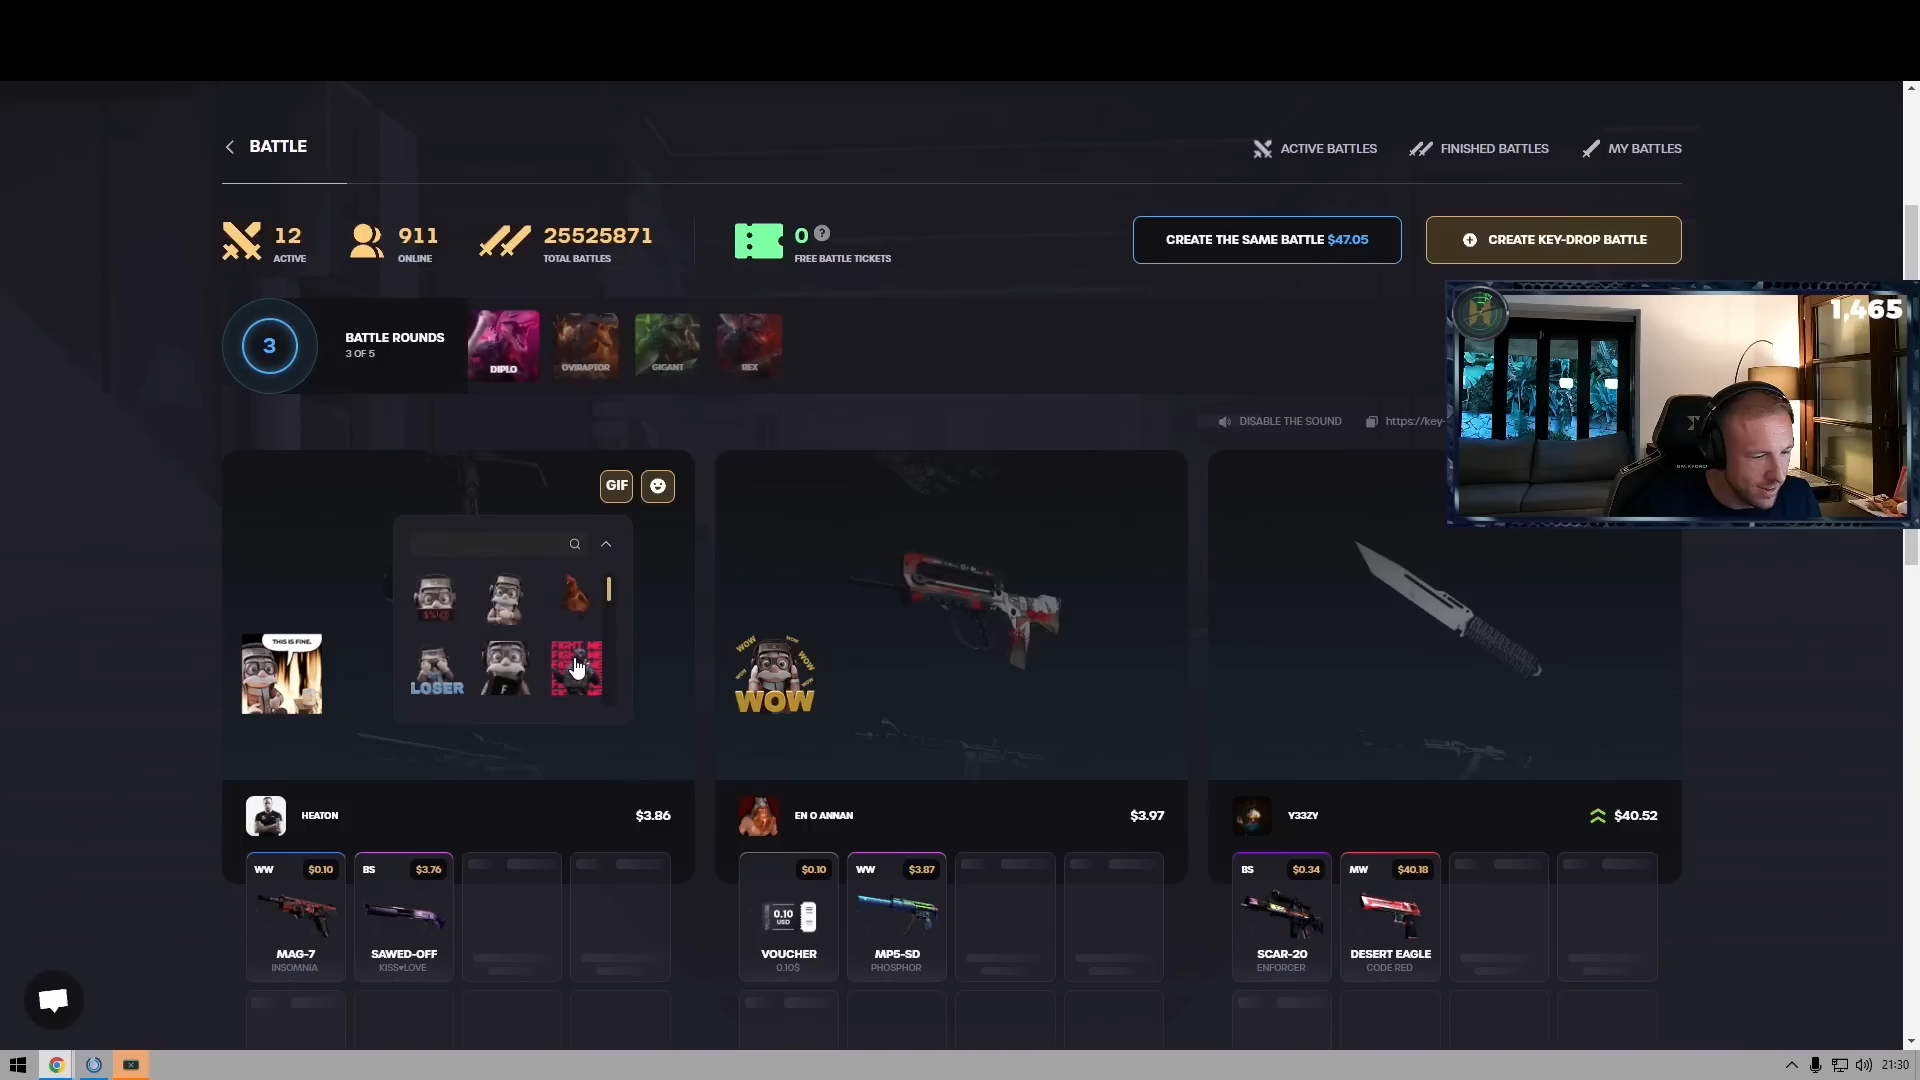 BATTLE
ACTIVE BATTLES
FINISHED BATTLES
MY BATTLES
12
ACTIVE
911
ONLINE
25525871
TOTAL BATTLES
0 ?
FREE BATTLE TICKETS
CREATE THE SAME BATTLE $47.05
CREATE KEY-DROP BATTLE
1,465
3
BATTLE ROUNDS
3 OF 5
DIPLO
OVIRAPTOR
GIGANT
REX
DISABLE THE SOUND
https://key-
GIF
THIS IS FINE.
LOSER
F
FIGHT ME
WOW WOW WOW
WOW
HEATON
$3.86
EN O ANNAN
$3.97
Y33ZY
$40.52
WW $0.10
MAG-7
INSOMNIA
BS $3.76
SAWED-OFF
KISS♥LOVE
$0.10
0.10
USD
VOUCHER
0.10$
WW $3.87
MP5-SD
PHOSPHOR
BS $0.34
SCAR-20
ENFORCER
MW $40.18
DESERT EAGLE
CODE RED
21:30